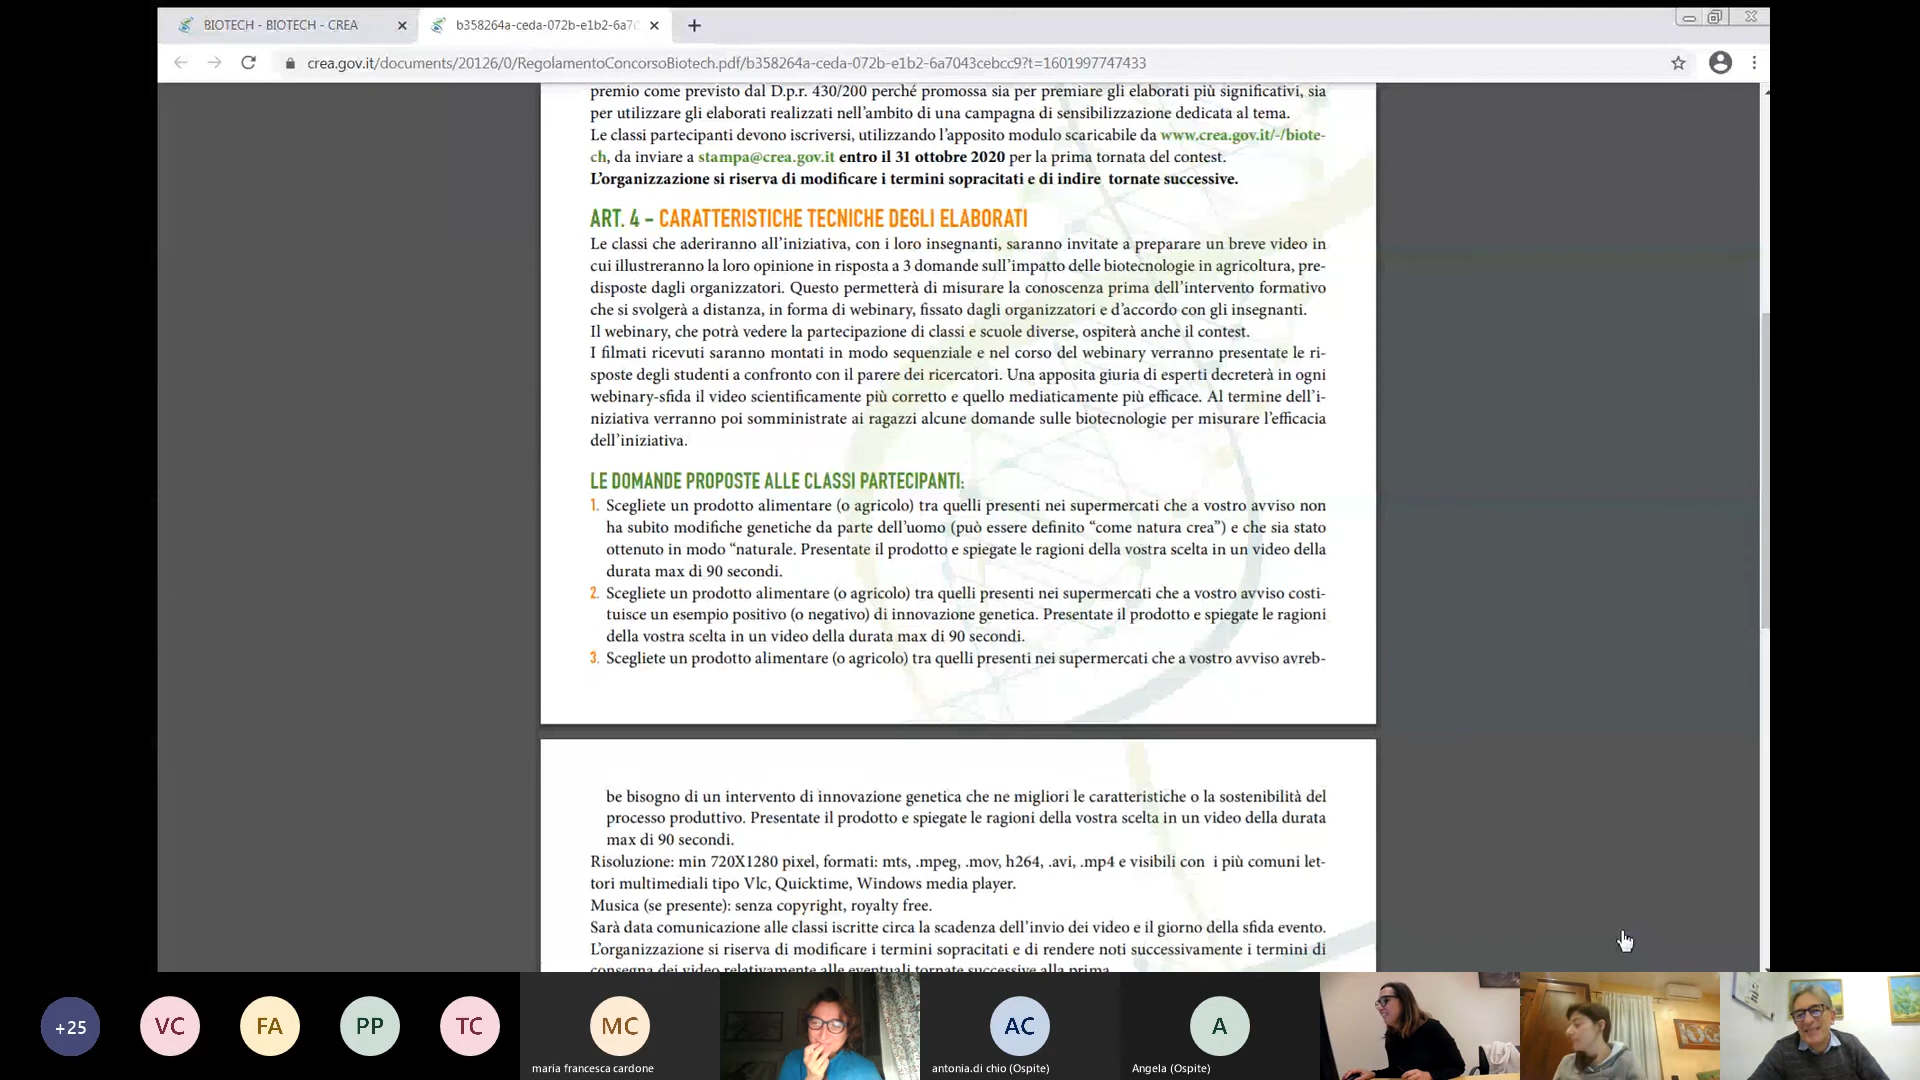 BIOTECH - BIOTECH - CREA
b358264a-ceda-072b-e1b2-6a70
crea.gov.it/documents/20126/0/RegolamentoConcorsoBiotech.pdf/b358264a-ceda-072b-e1b2-6a7043cebcc9?t=1601997747433
premio come previsto dal D.p.r. 430/200 perché promossa sia per premiare gli elaborati più significativi, sia
per utilizzare gli elaborati realizzati nell’ambito di una campagna di sensibilizzazione dedicata al tema.
Le classi partecipanti devono iscriversi, utilizzando l’apposito modulo scaricabile da www.crea.gov.it/-/biote-
ch, da inviare a stampa@crea.gov.it entro il 31 ottobre 2020 per la prima tornata del contest.
L’organizzazione si riserva di modificare i termini sopracitati e di indire tornate successive.
ART. 4 – CARATTERISTICHE TECNICHE DEGLI ELABORATI
Le classi che aderiranno all’iniziativa, con i loro insegnanti, saranno invitate a preparare un breve video in
cui illustreranno la loro opinione in risposta a 3 domande sull’impatto delle biotecnologie in agricoltura, pre-
disposte dagli organizzatori. Questo permetterà di misurare la conoscenza prima dell’intervento formativo
che si svolgerà a distanza, in forma di webinary, fissato dagli organizzatori e d’accordo con gli insegnanti.
Il webinary, che potrà vedere la partecipazione di classi e scuole diverse, ospiterà anche il contest.
I filmati ricevuti saranno montati in modo sequenziale e nel corso del webinary verranno presentate le ri-
sposte degli studenti a confronto con il parere dei ricercatori. Una apposita giuria di esperti decreterà in ogni
webinary-sfida il video scientificamente più corretto e quello mediaticamente più efficace. Al termine dell’i-
niziativa verranno poi somministrate ai ragazzi alcune domande sulle biotecnologie per misurare l’efficacia
dell’iniziativa.
LE DOMANDE PROPOSTE ALLE CLASSI PARTECIPANTI:
1. Scegliete un prodotto alimentare (o agricolo) tra quelli presenti nei supermercati che a vostro avviso non
ha subito modifiche genetiche da parte dell’uomo (può essere definito “come natura crea”) e che sia stato
ottenuto in modo “naturale. Presentate il prodotto e spiegate le ragioni della vostra scelta in un video della
durata max di 90 secondi.
2. Scegliete un prodotto alimentare (o agricolo) tra quelli presenti nei supermercati che a vostro avviso costi-
tuisce un esempio positivo (o negativo) di innovazione genetica. Presentate il prodotto e spiegate le ragioni
della vostra scelta in un video della durata max di 90 secondi.
3. Scegliete un prodotto alimentare (o agricolo) tra quelli presenti nei supermercati che a vostro avviso avreb-
be bisogno di un intervento di innovazione genetica che ne migliori le caratteristiche o la sostenibilità del
processo produttivo. Presentate il prodotto e spiegate le ragioni della vostra scelta in un video della durata
max di 90 secondi.
Risoluzione: min 720X1280 pixel, formati: mts, .mpeg, .mov, h264, .avi, .mp4 e visibili con i più comuni let-
tori multimediali tipo Vlc, Quicktime, Windows media player.
Musica (se presente): senza copyright, royalty free.
Sarà data comunicazione alle classi iscritte circa la scadenza dell’invio dei video e il giorno della sfida evento.
L’organizzazione si riserva di modificare i termini sopracitati e di rendere noti successivamente i termini di
consegna dei video relativamente alle eventuali tornate successive alla prima.
+25
VC
FA
PP
TC
MC
AC
A
maria francesca cardone
antonia.di chio (Ospite)
Angela (Ospite)